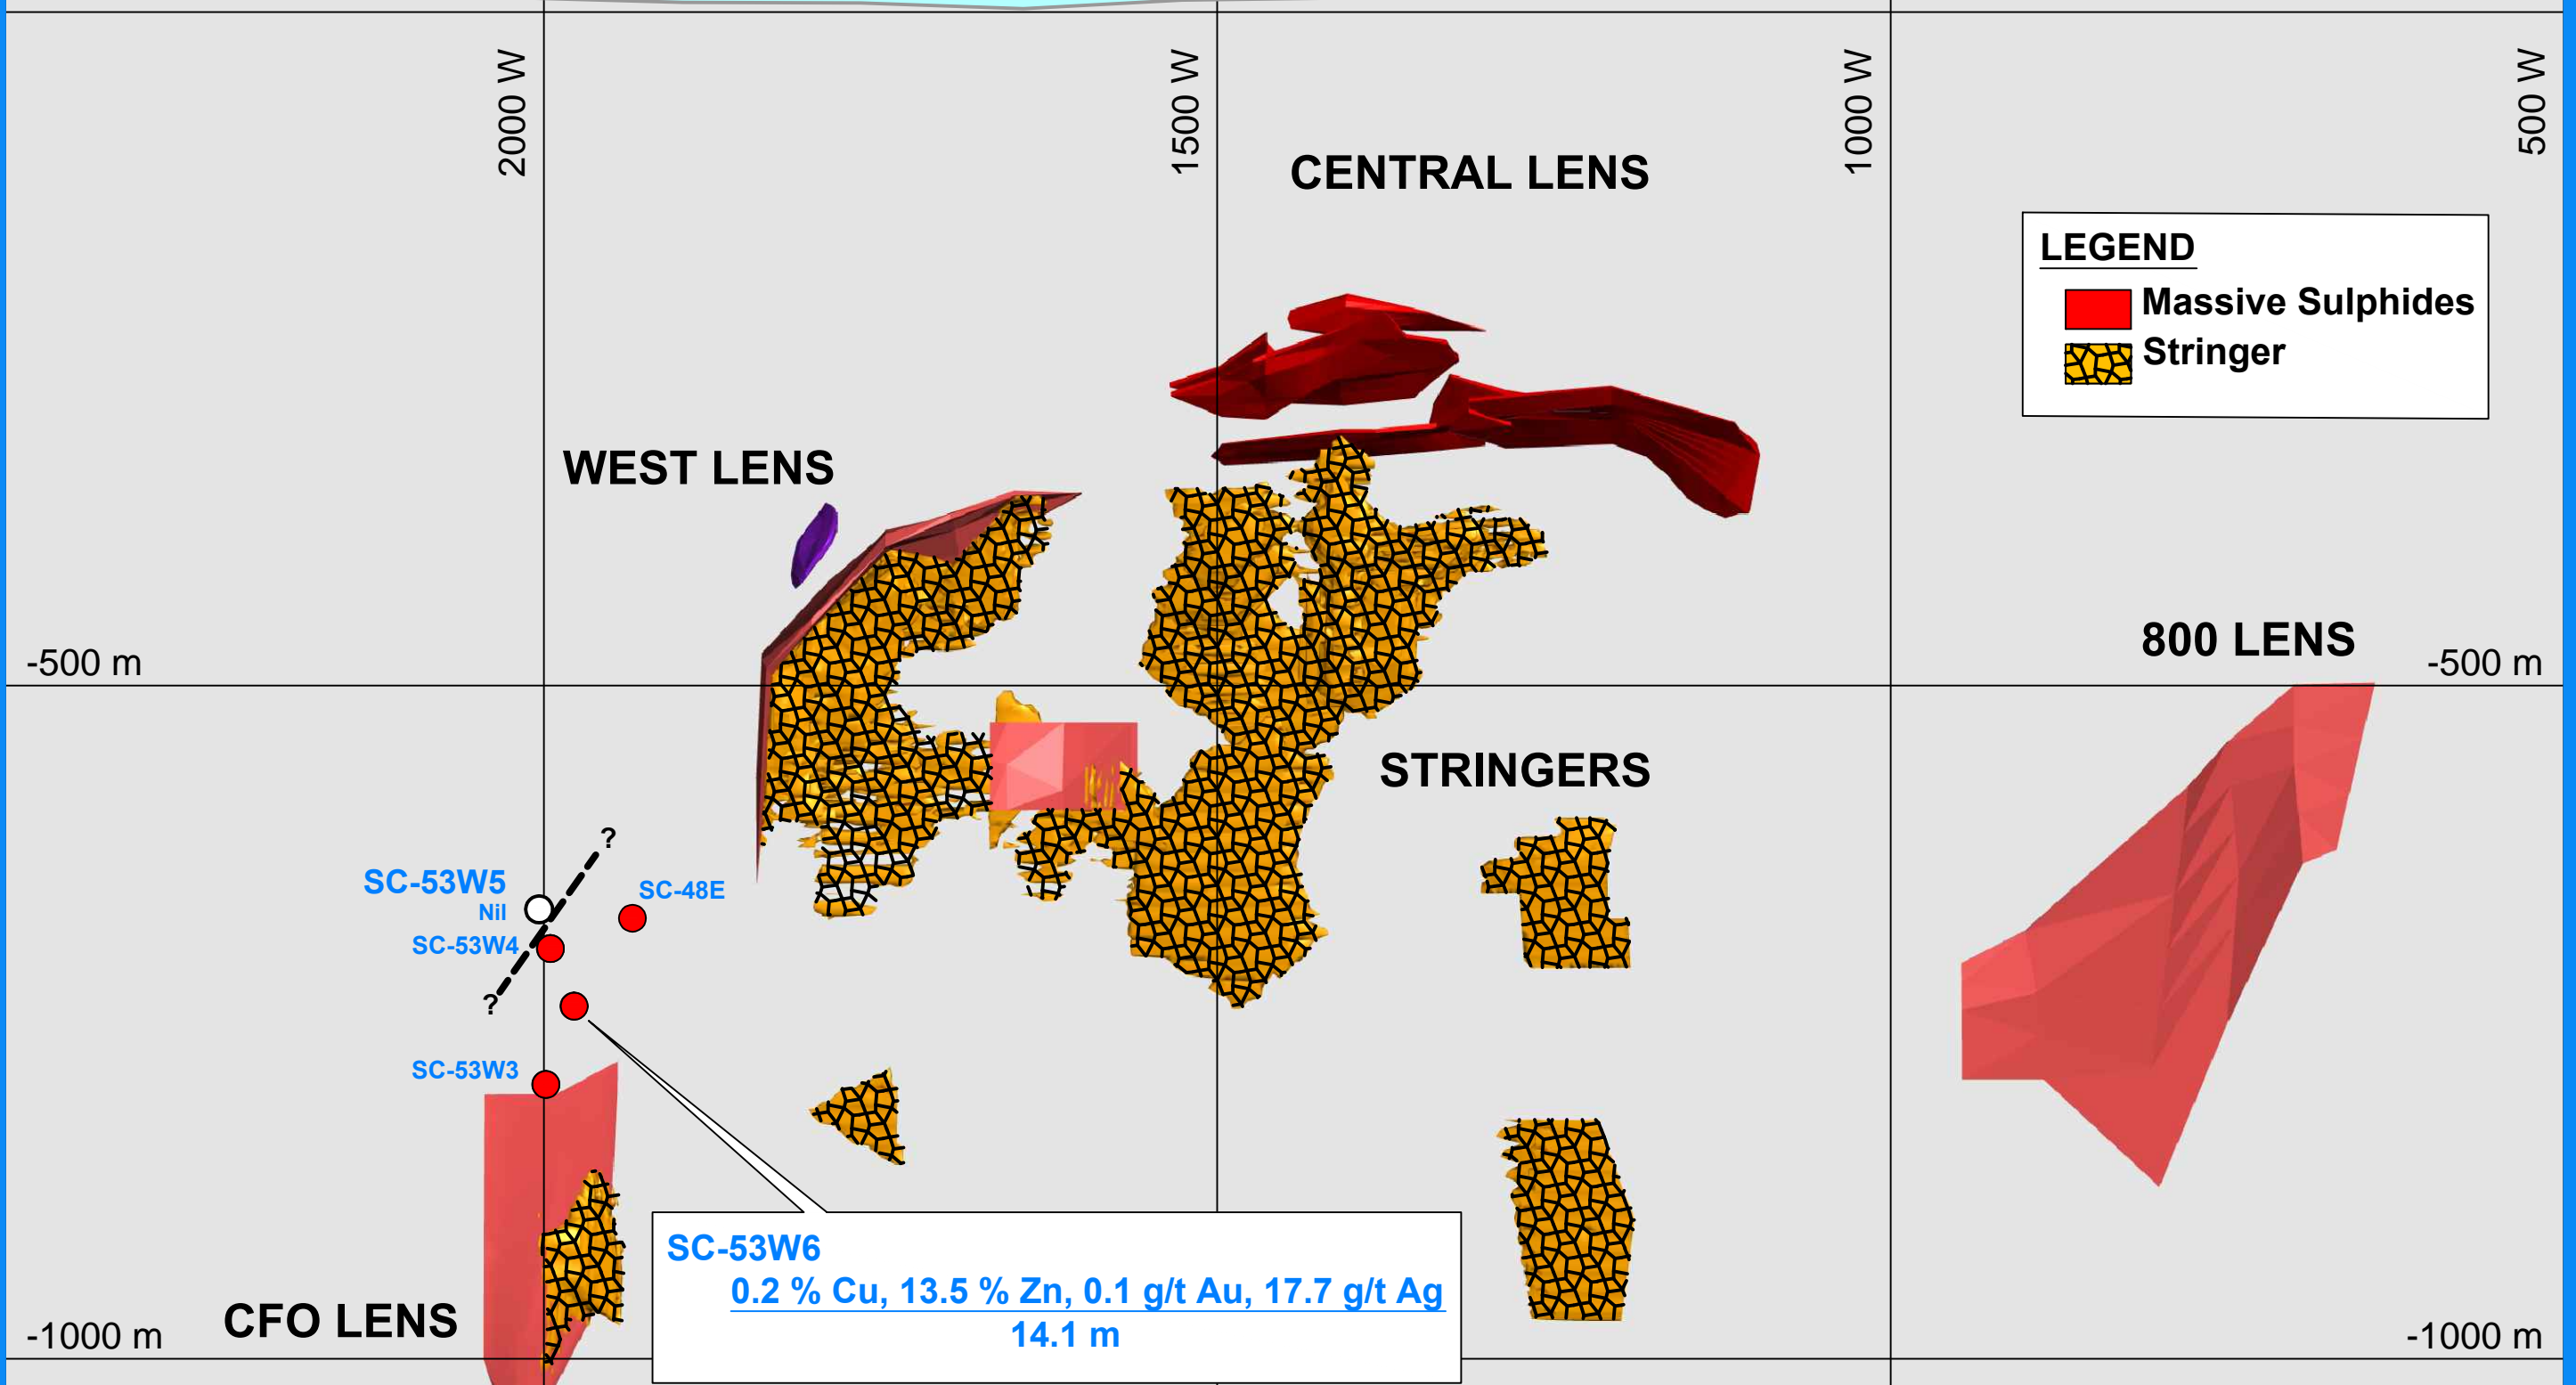 2000 W
1500 W
1000 W
500 W
CENTRAL LENS
LEGEND
Massive Sulphides
Stringer
WEST LENS
800 LENS
-500 m
-500 m
STRINGERS
?
SC-53W5
Nil
SC-48E
SC-53W4
?
SC-53W3
SC-53W6
0.2 % Cu, 13.5 % Zn, 0.1 g/t Au, 17.7 g/t Ag
14.1 m
CFO LENS
-1000 m
-1000 m